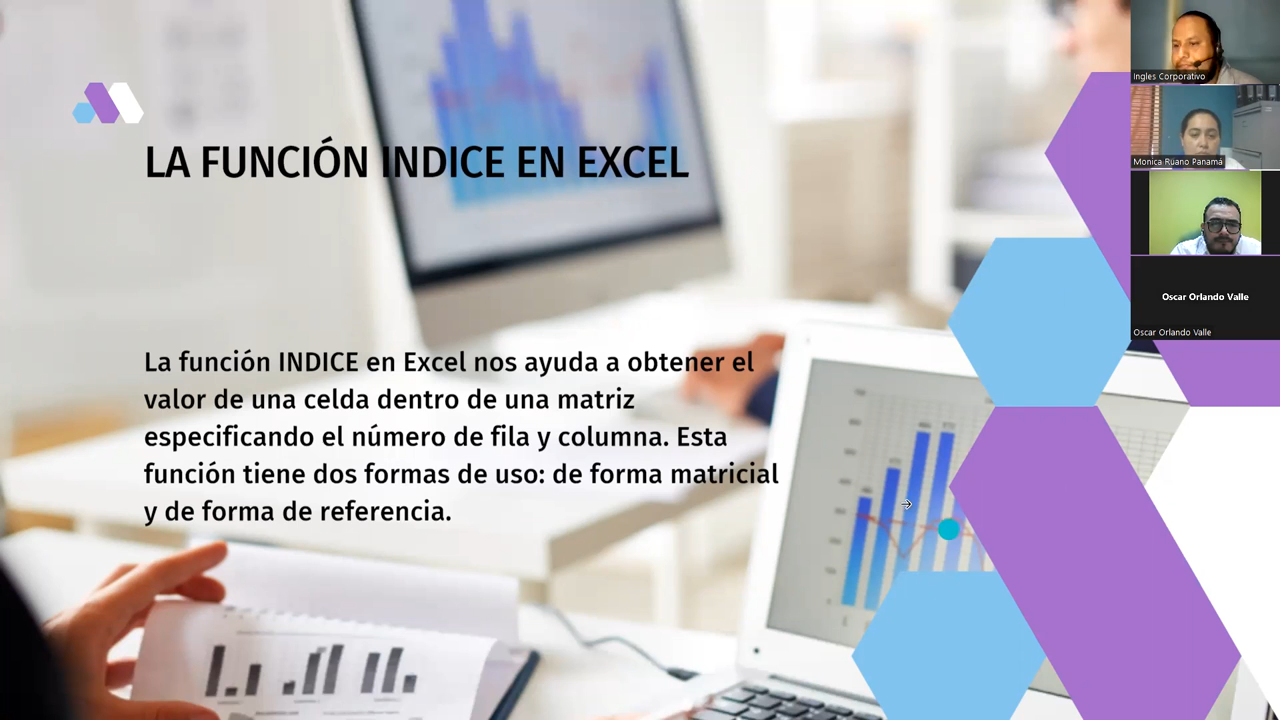 LA FUNCIÓN INDICE EN EXCEL
La función INDICE en Excel nos ayuda a obtener el
valor de una celda dentro de una matriz
especificando el número de fila y columna. Esta
función tiene dos formas de uso: de forma matricial
y de forma de referencia.
Ingles Corporativo
Monica Ruano Panamá
Oscar Orlando Valle
Oscar Orlando Valle